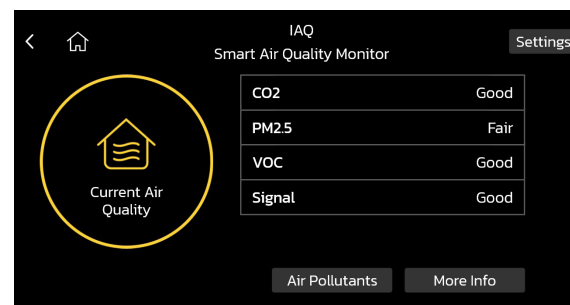 IAQ
Smart Air Quality Monitor
Settings
CO2 Good
PM2.5 Fair
VOC Good
Signal Good
Current Air
Quality
Air Pollutants
More Info